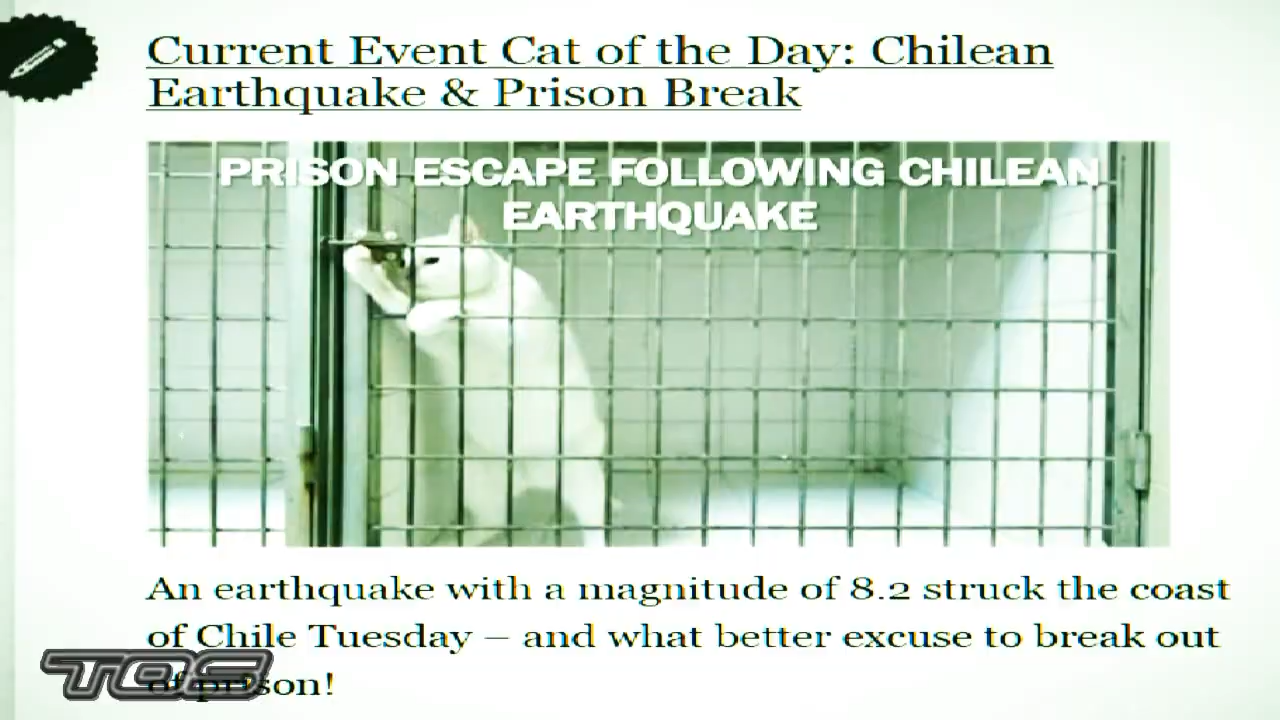 Current Event Cat of the Day: Chilean
Earthquake & Prison Break
PRISON ESCAPE FOLLOWING CHILEAN
EARTHQUAKE
An earthquake with a magnitude of 8.2 struck the coast
of Chile Tuesday – and what better excuse to break out
of prison!
TOS